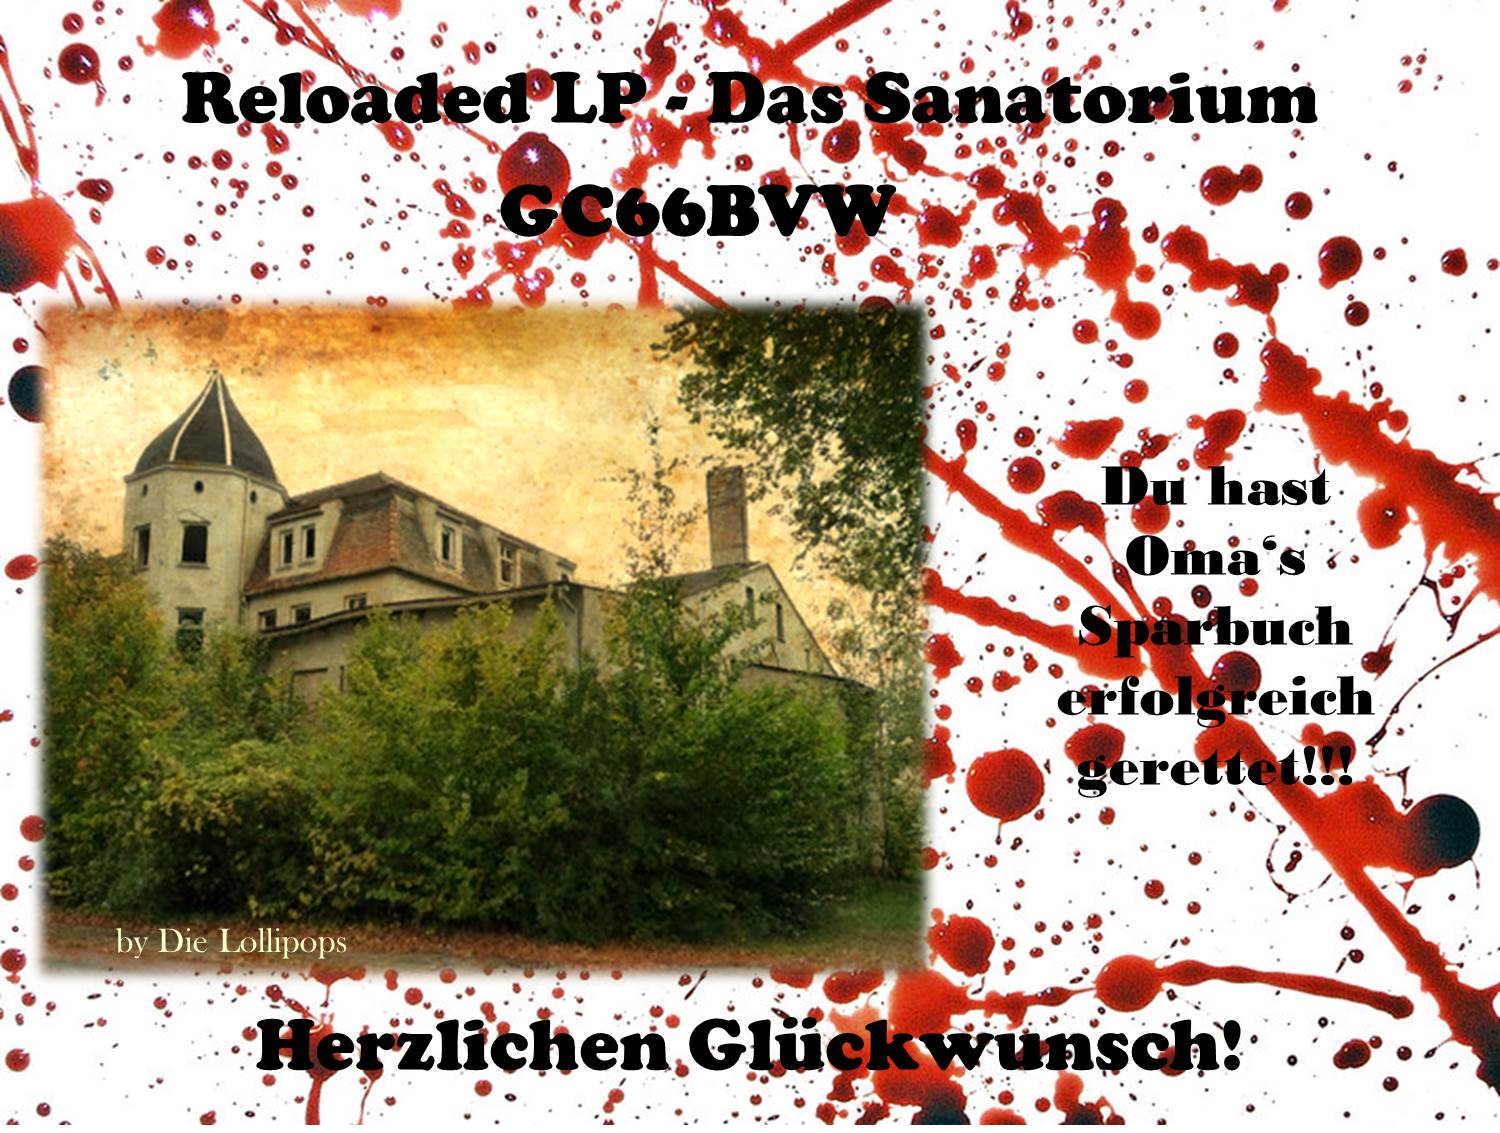 Reloaded LP - Das Sanatorium
GC66BVW
Du hast
Oma‘s
Sparbuch
erfolgreich
gerettet!!!
by Die Lollipops
Herzlichen Glückwunsch!